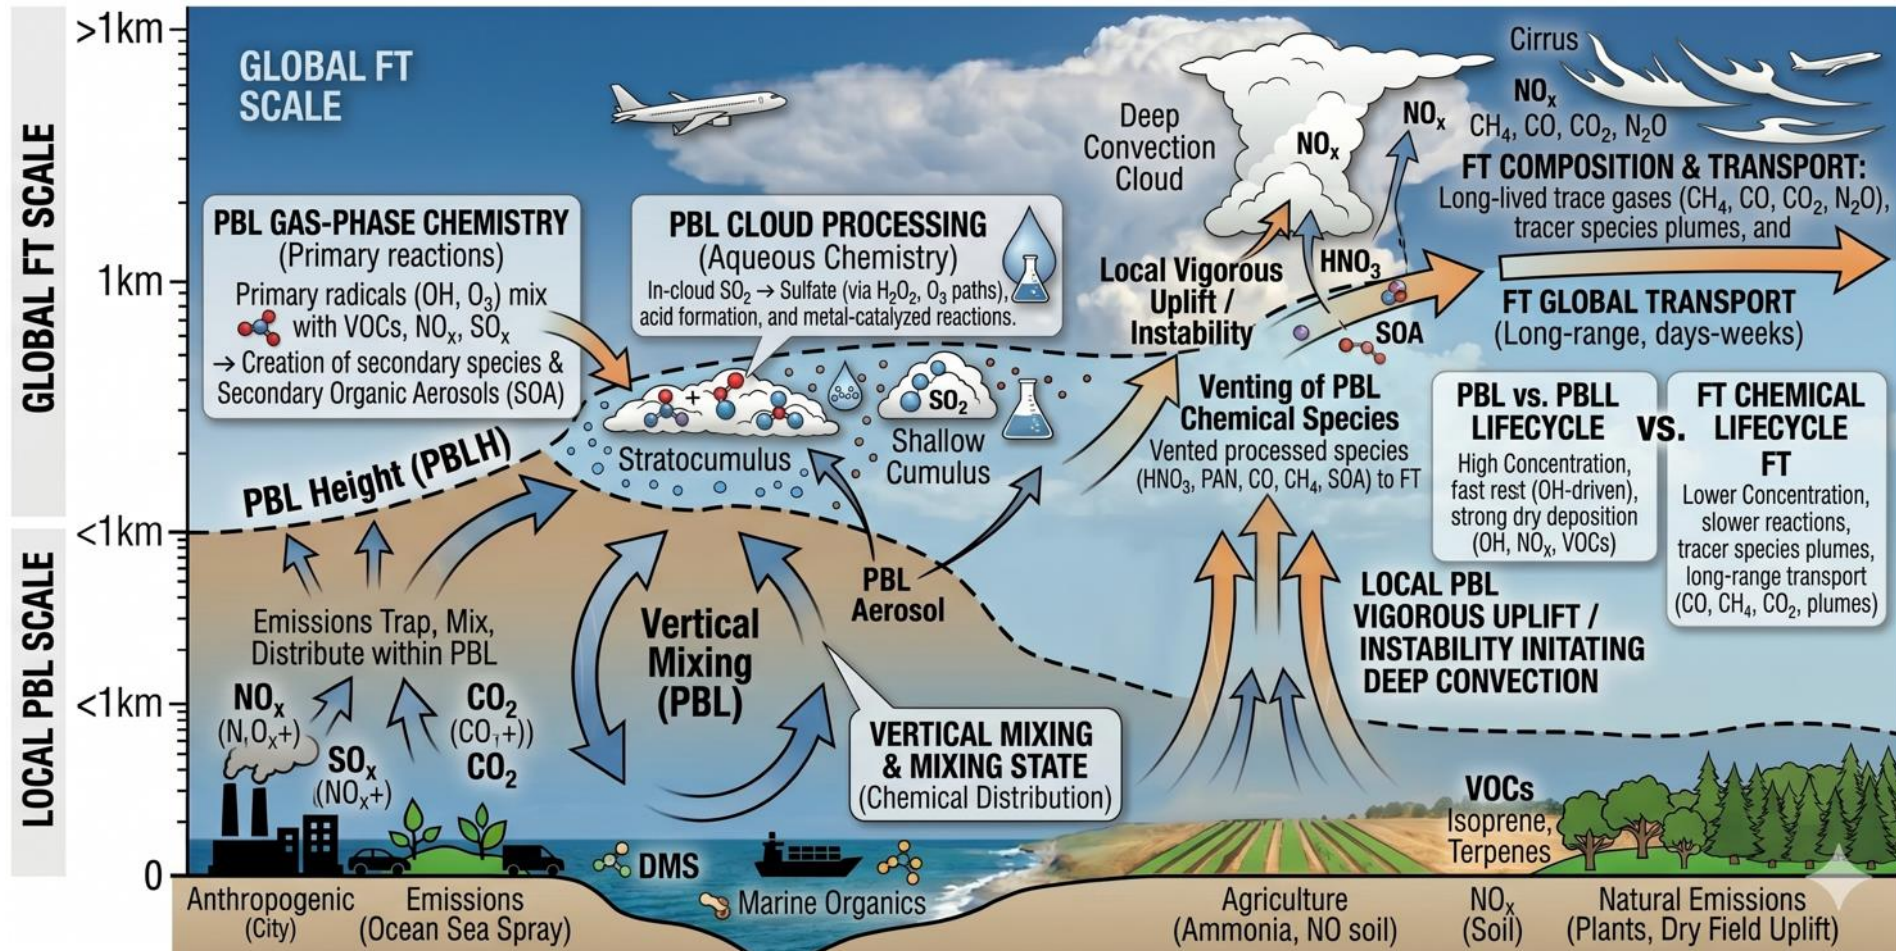 >1km
1km
<1km
<1km
0
GLOBAL FT SCALE
LOCAL PBL SCALE
GLOBAL FT
SCALE
PBL GAS-PHASE CHEMISTRY
(Primary reactions)
Primary radicals (OH, O₃) mix
with VOCs, NOₓ, SOₓ
→ Creation of secondary species &
Secondary Organic Aerosols (SOA)
PBL CLOUD PROCESSING
(Aqueous Chemistry)
In-cloud SO₂ → Sulfate (via H₂O₂, O₃ paths),
acid formation, and metal-catalyzed reactions.
Deep
Convection
Cloud
NOₓ
NOₓ
Cirrus
NOₓ
CH₄, CO, CO₂, N₂O
FT COMPOSITION & TRANSPORT:
Long-lived trace gases (CH₄, CO, CO₂, N₂O),
tracer species plumes, and
FT GLOBAL TRANSPORT
(Long-range, days-weeks)
Local Vigorous
Uplift /
Instability
HNO₃
SOA
PBL Height (PBLH)
+
Stratocumulus
SO₂
Shallow
Cumulus
Venting of PBL
Chemical Species
Vented processed species
(HNO₃, PAN, CO, CH₄, SOA) to FT
PBL vs. PBLL
LIFECYCLE
High Concentration,
fast rest (OH-driven),
strong dry deposition
(OH, NOₓ, VOCs)
VS.
FT CHEMICAL
LIFECYCLE
FT
Lower Concentration,
slower reactions,
tracer species plumes,
long-range transport
(CO, CH₄, CO₂, plumes)
Emissions Trap, Mix,
Distribute within PBL
NOₓ
(N,Oₓ+)
SOₓ
(NOₓ+)
CO₂
CO₂
Vertical
Mixing
(PBL)
PBL
Aerosol
VERTICAL MIXING
& MIXING STATE
(Chemical Distribution)
LOCAL PBL
VIGOROUS UPLIFT /
INSTABILITY INITATING
DEEP CONVECTION
VOCs
Isoprene,
Terpenes
DMS
Marine Organics
Anthropogenic
(City)
Emissions
(Ocean Sea Spray)
Agriculture
(Ammonia, NO soil)
NOₓ
(Soil)
Natural Emissions
(Plants, Dry Field Uplift)